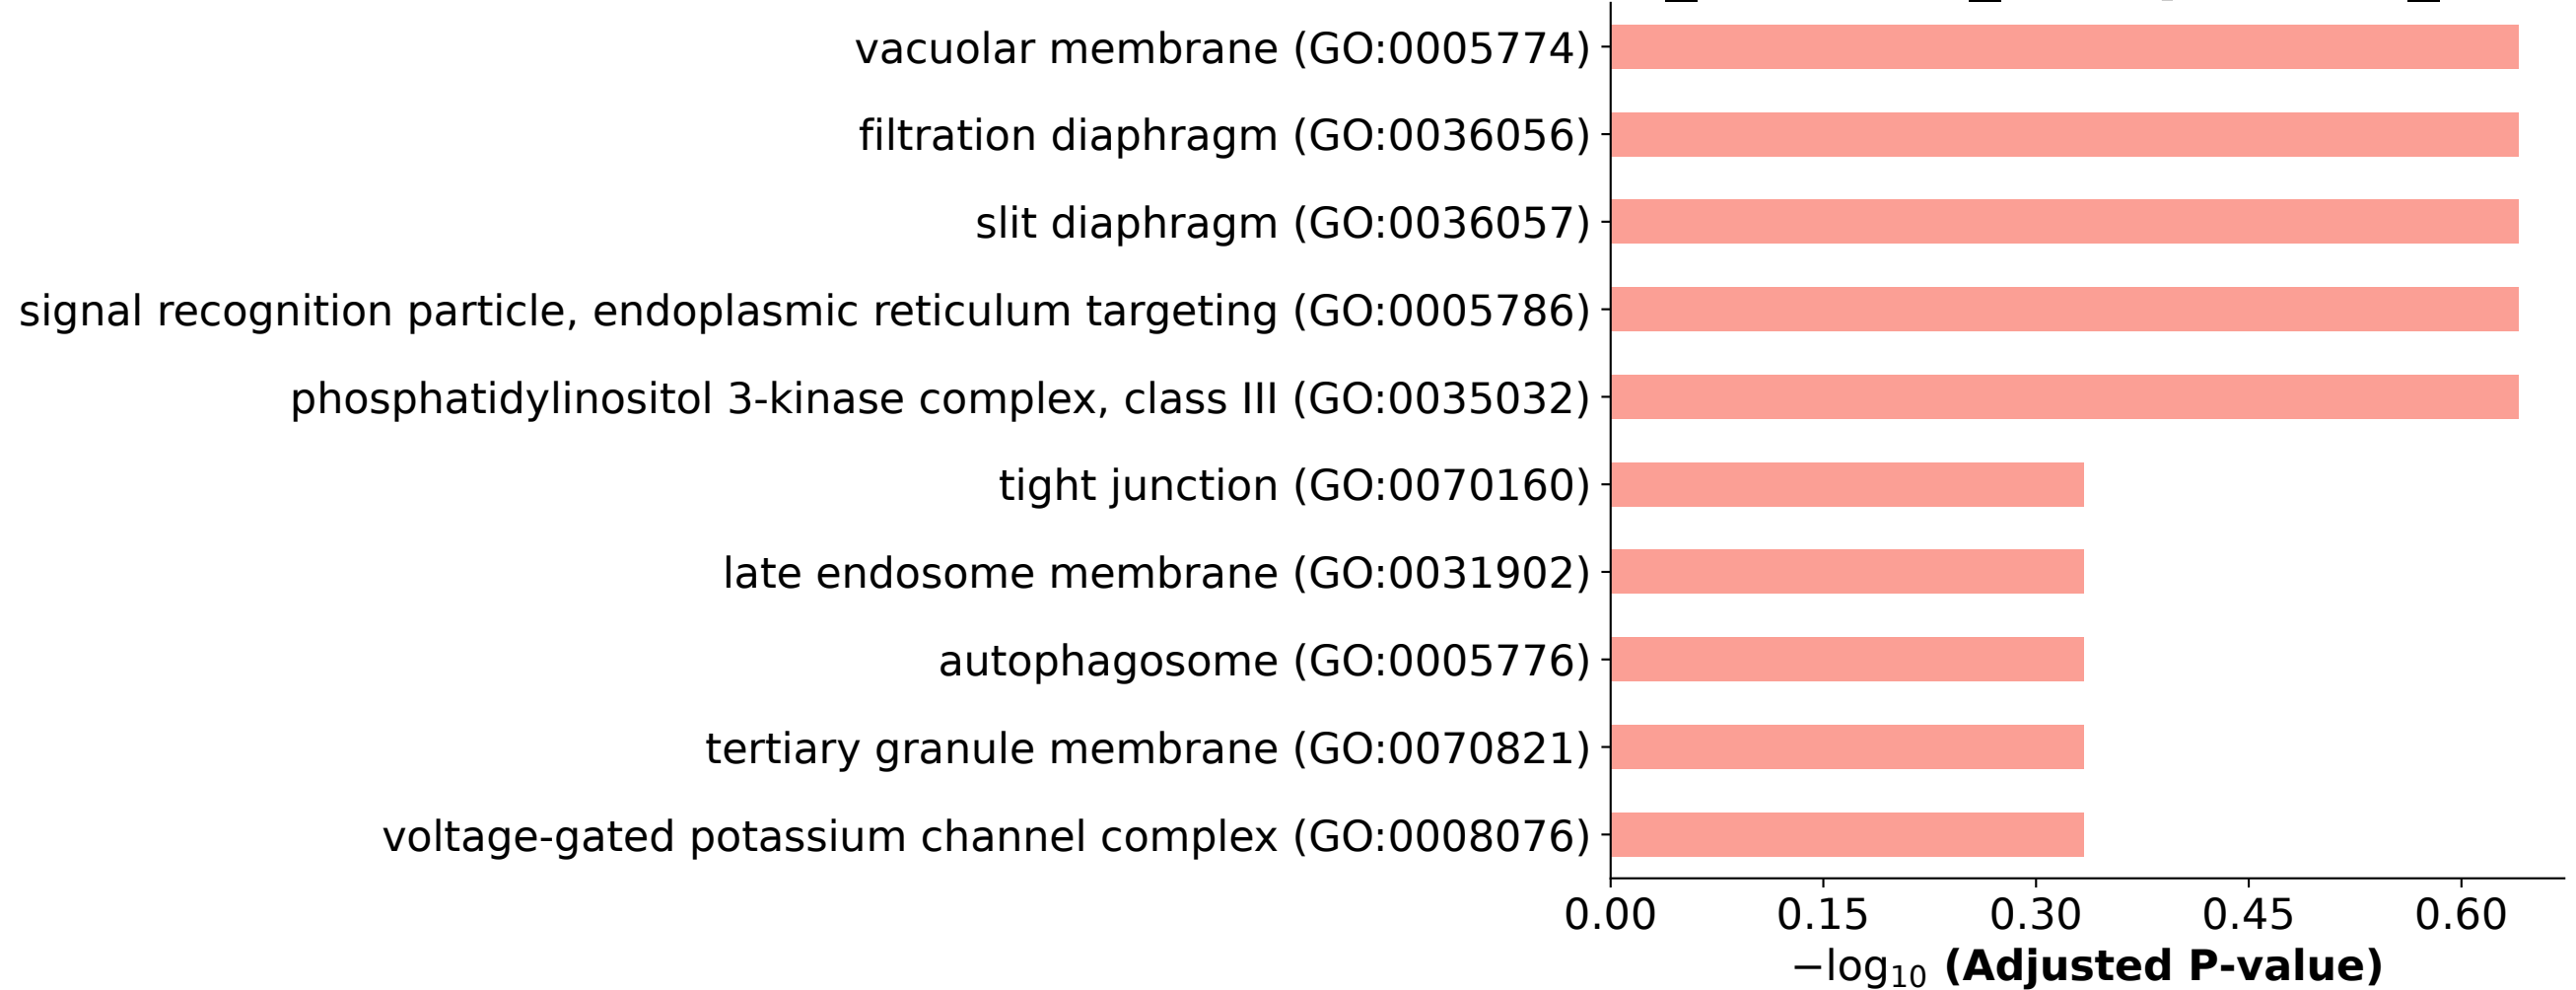 vacuolar membrane (GO:0005774)
filtration diaphragm (GO:0036056)
slit diaphragm (GO:0036057)
signal recognition particle, endoplasmic reticulum targeting (GO:0005786)
phosphatidylinositol 3-kinase complex, class III (GO:0035032)
tight junction (GO:0070160)
late endosome membrane (GO:0031902)
autophagosome (GO:0005776)
tertiary granule membrane (GO:0070821)
voltage-gated potassium channel complex (GO:0008076)
0.00 0.15 0.30 0.45 0.60
−log₁₀ (Adjusted P-value)